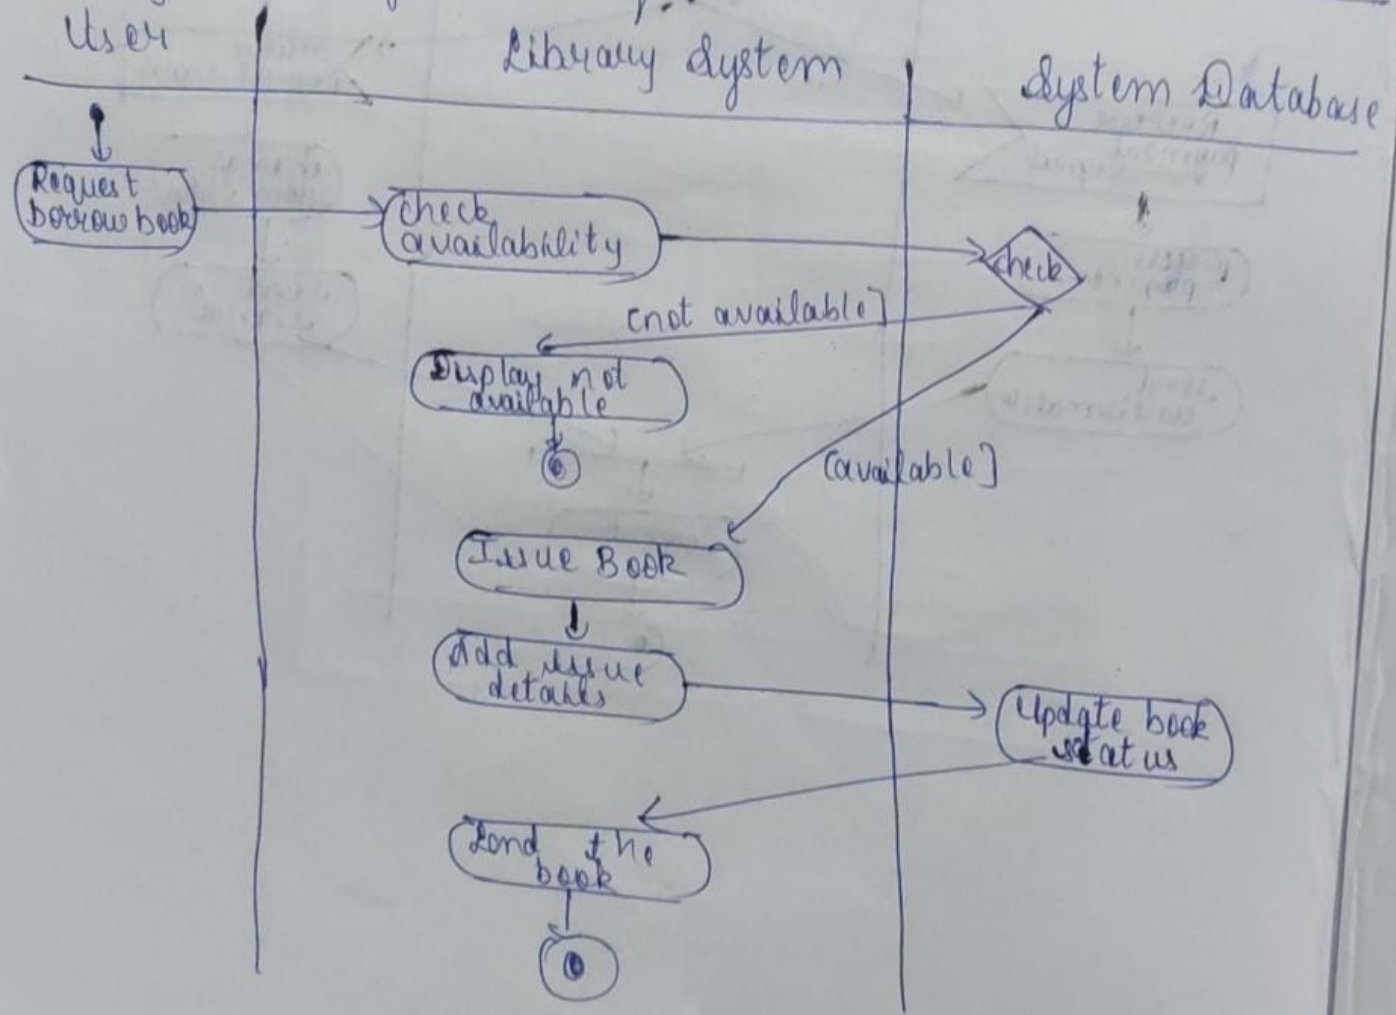 User
Library System
System Database
Request
borrow book
check
availability
check
[not available]
Display not
available
[available]
Issue Book
Add issue
details
Update book
status
Lend the
book